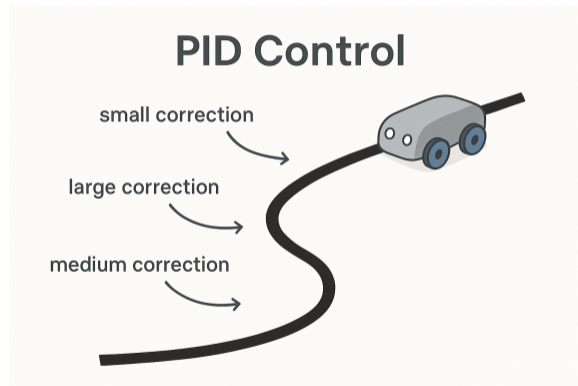 PID Control
small correction
large correction
medium correction